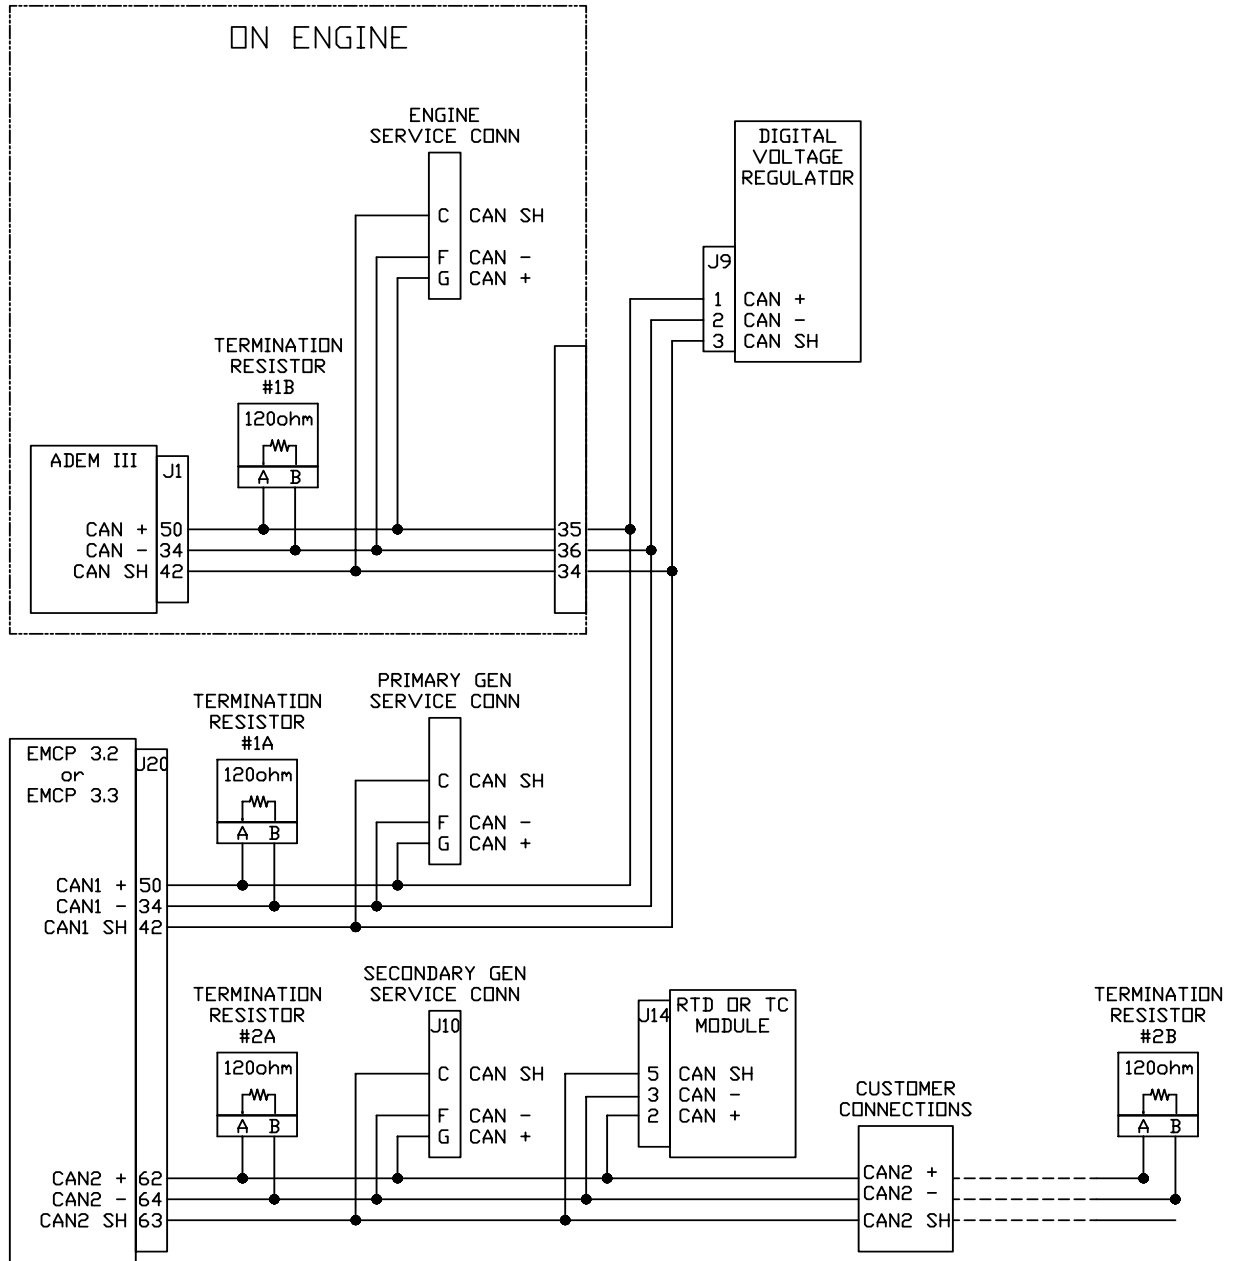 ON ENGINE
ENGINE
SERVICE CONN
C CAN SH
F CAN -
G CAN +
DIGITAL
VOLTAGE
REGULATOR
J9
1 CAN +
2 CAN -
3 CAN SH
TERMINATION
RESISTOR
#1B
120ohm
A B
ADEM III
J1
CAN + 50
CAN - 34
CAN SH 42
35
36
34
PRIMARY GEN
SERVICE CONN
C CAN SH
F CAN -
G CAN +
TERMINATION
RESISTOR
#1A
120ohm
A B
EMCP 3.2
or
EMCP 3.3
J20
CAN1 + 50
CAN1 - 34
CAN1 SH 42
SECONDARY GEN
SERVICE CONN
J10
C CAN SH
F CAN -
G CAN +
TERMINATION
RESISTOR
#2A
120ohm
A B
J14
RTD OR TC
MODULE
5 CAN SH
3 CAN -
2 CAN +
CAN2 + 62
CAN2 - 64
CAN2 SH 63
CUSTOMER
CONNECTIONS
CAN2 +
CAN2 -
CAN2 SH
TERMINATION
RESISTOR
#2B
120ohm
A B